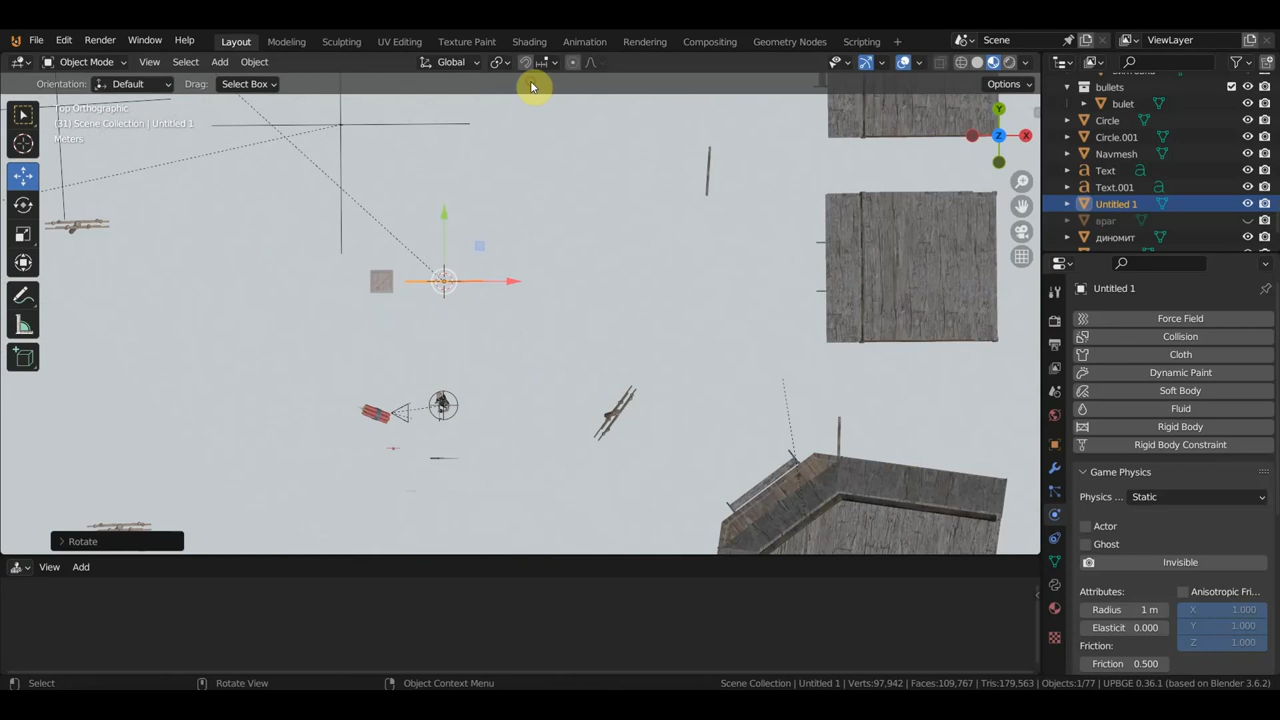 File Edit Render Window Help Layout Modeling Sculpting UV Editing Texture Paint Shading Animation Rendering Compositing Geometry Nodes Scripting + Scene ViewLayer
Object Mode View Select Add Object Global
Orientation: Default Drag: Select Box Options
Top Orthographic
(31) Scene Collection | Untitled 1
Meters
Y
X
Z
bullets
bulet
Circle
Circle.001
Navmesh
Text
Text.001
Untitled 1
враг
диномит
Untitled 1
Force Field
Collision
Cloth
Dynamic Paint
Soft Body
Fluid
Rigid Body
Rigid Body Constraint
Game Physics
Physics ... Static
Actor
Ghost
Invisible
Attributes: Anisotropic Fri...
Radius 1 m X 1.000
Elasticit 0.000 Y 1.000
Friction: Z 1.000
Friction 0.500
Rotate
View Add
Select Rotate View Object Context Menu Scene Collection | Untitled 1 | Verts:97,942 | Faces:109,767 | Tris:179,563 | Objects:1/77 | UPBGE 0.36.1 (based on Blender 3.6.2)